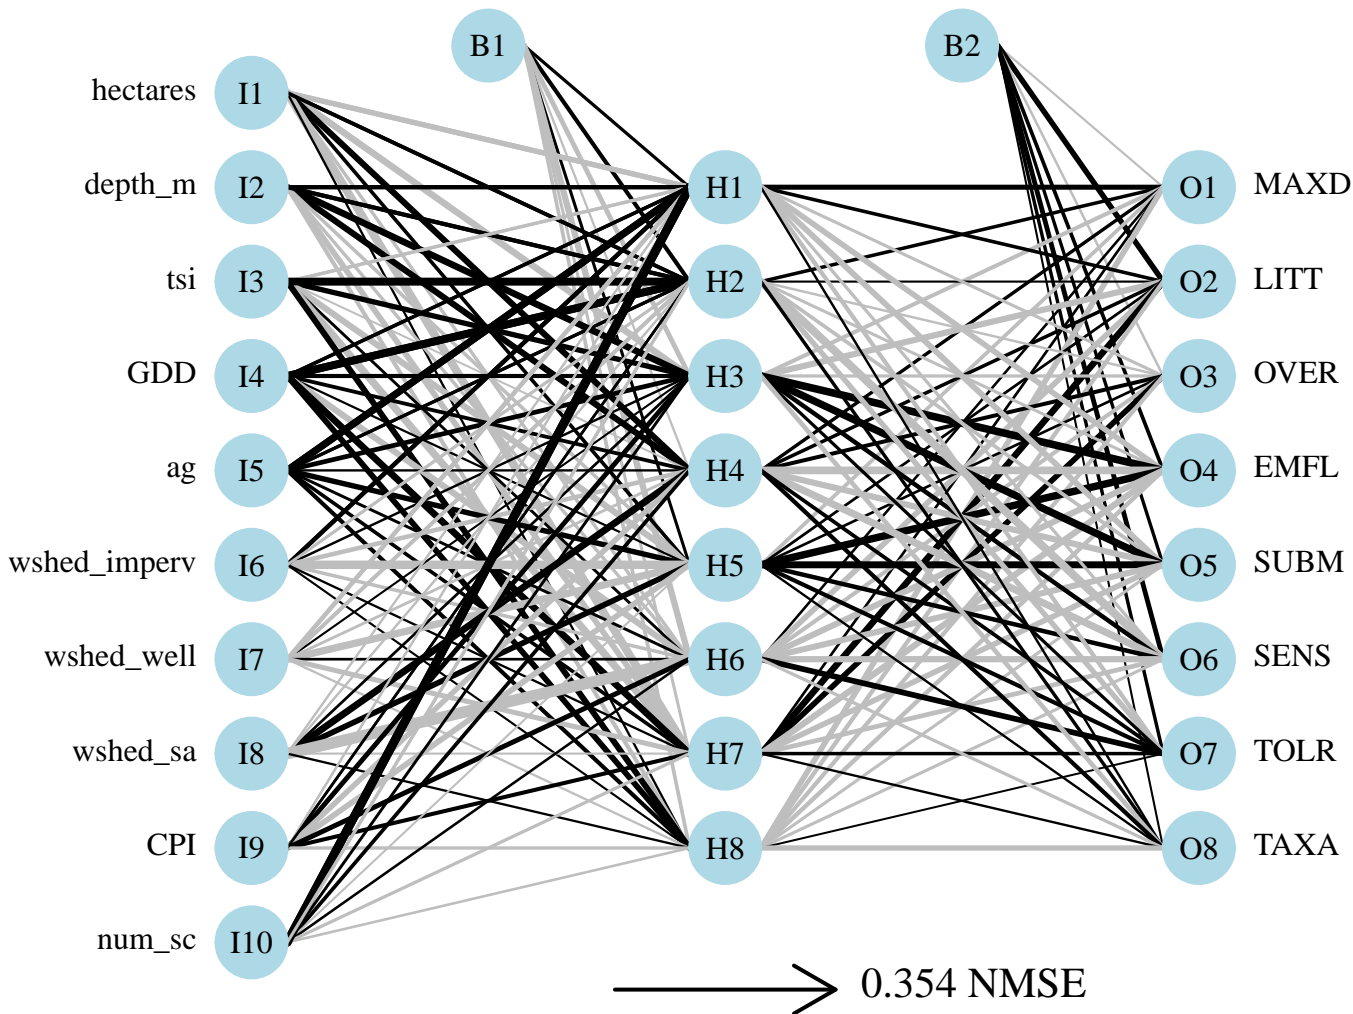 B1
B2
hectares I1
depth_m I2 H1 O1 MAXD
tsi I3 H2 O2 LITT
GDD I4 H3 O3 OVER
ag I5 H4 O4 EMFL
wshed_imperv I6 H5 O5 SUBM
wshed_well I7 H6 O6 SENS
wshed_sa I8 H7 O7 TOLR
CPI I9 H8 O8 TAXA
num_sc I10
0.354 NMSE